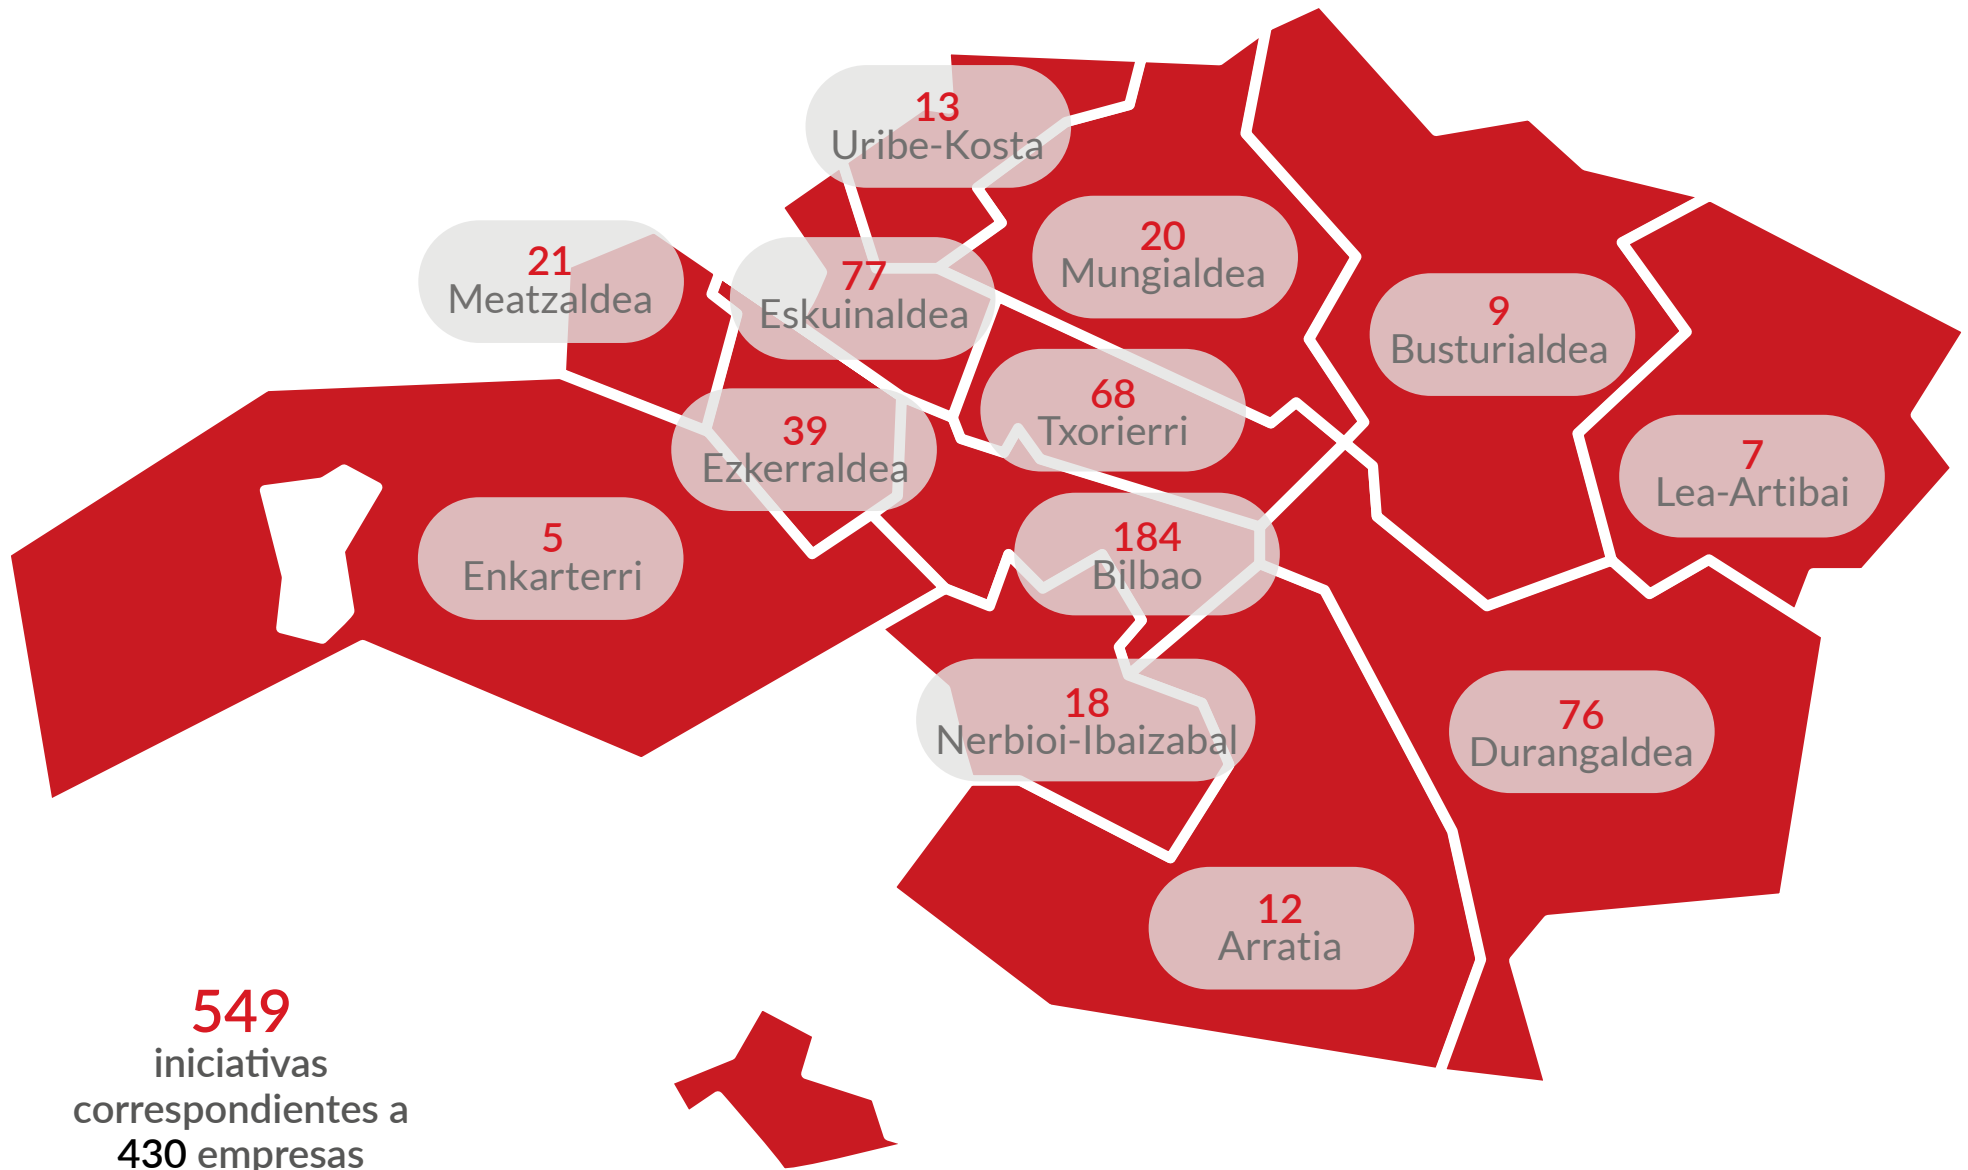 13
Uribe-Kosta
20
Mungialdea
21
Meatzaldea
77
Eskuinaldea
9
Busturialdea
68
Txorierri
39
Ezkerraldea
7
Lea-Artibai
5
Enkarterri
184
Bilbao
18
Nerbioi-Ibaizabal
76
Durangaldea
12
Arratia
549
iniciativas
correspondientes a
430 empresas